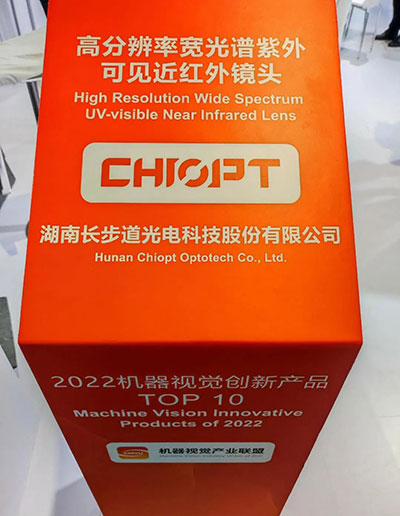 高分辨率宽光谱紫外
可见近红外镜头
High Resolution Wide Spectrum
UV-visible Near Infrared Lens
CHIOPT
湖南长步道光电科技股份有限公司
Hunan Chiopt Optotech Co., Ltd.
2022机器视觉创新产品
TOP 10
Machine Vision Innovative
Products of 2022
机器视觉产业联盟